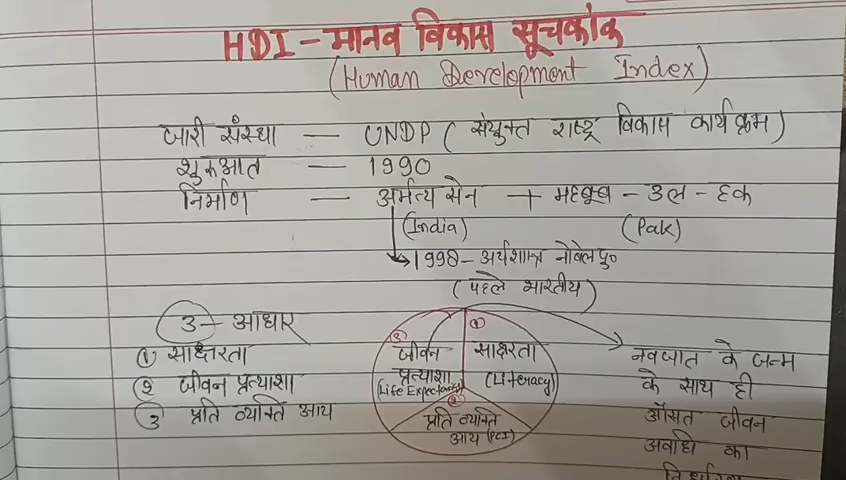 HDI - मानव विकास सूचकांक
(Human Development Index)
जारी संस्था — UNDP (संयुक्त राष्ट्र विकास कार्यक्रम)
शुरुआत — 1990
निर्माण — अर्मत्य सेन + महबूब - उल - हक
(India) (Pak)
1998 - अर्थशास्त्र नोबेल पु०
(पहले भारतीय)
3 - आधार
① साक्षरता
② जीवन प्रत्याशा
③ प्रति व्यक्ति आय
③ जीवन प्रत्याशा
(Life Expectancy)
① साक्षरता
(Literacy)
② प्रति व्यक्ति
आय (PCI)
नवजात के जन्म
के साथ ही
औसत जीवन
अवधि का